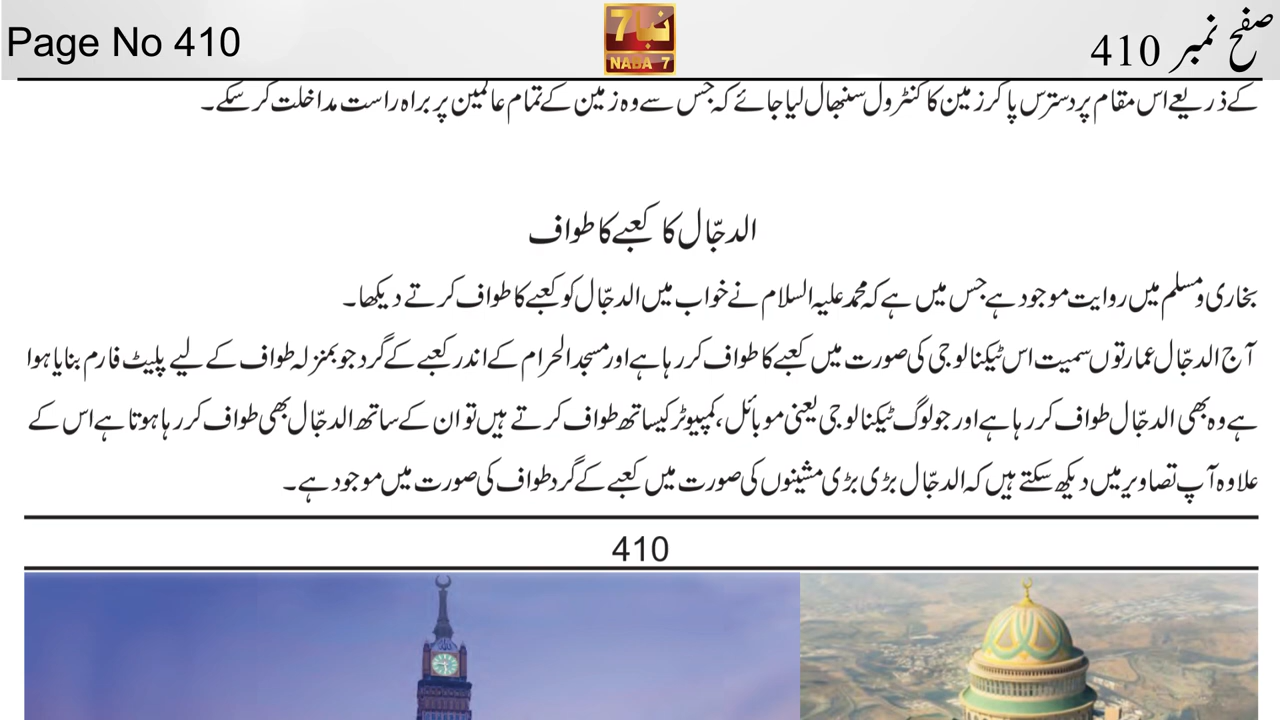 Page No 410
نبا7
NABA 7
صفح نمبر 410
کے ذریعے اس مقام پر دسترس پا کر زمین کا کنٹرول سنبھال لیا جائے کہ جس سے وہ زمین کے تمام عالمین پر براہ راست مداخلت کر سکے۔
الدجّال کا کعبے کا طواف
بخاری و مسلم میں روایت موجود ہے جس میں ہے کہ محمد علیہ السلام نے خواب میں الدجّال کو کعبے کا طواف کرتے دیکھا۔
آج الدجّال عمارتوں سمیت اس ٹیکنالوجی کی صورت میں کعبے کا طواف کر رہا ہے اور مسجد الحرام کے اندر کعبے کے گرد جو بمنزلہ طواف کے لیے پلیٹ فارم بنایا ہوا
ہے وہ بھی الدجّال طواف کر رہا ہے اور جو لوگ ٹیکنالوجی یعنی موبائل، کمپیوٹر کیساتھ طواف کرتے ہیں تو ان کے ساتھ الدجّال بھی طواف کر رہا ہوتا ہے اس کے
علاوہ آپ تصاویر میں دیکھ سکتے ہیں کہ الدجّال بڑی بڑی مشینوں کی صورت میں کعبے کے گرد طواف کی صورت میں موجود ہے۔
410